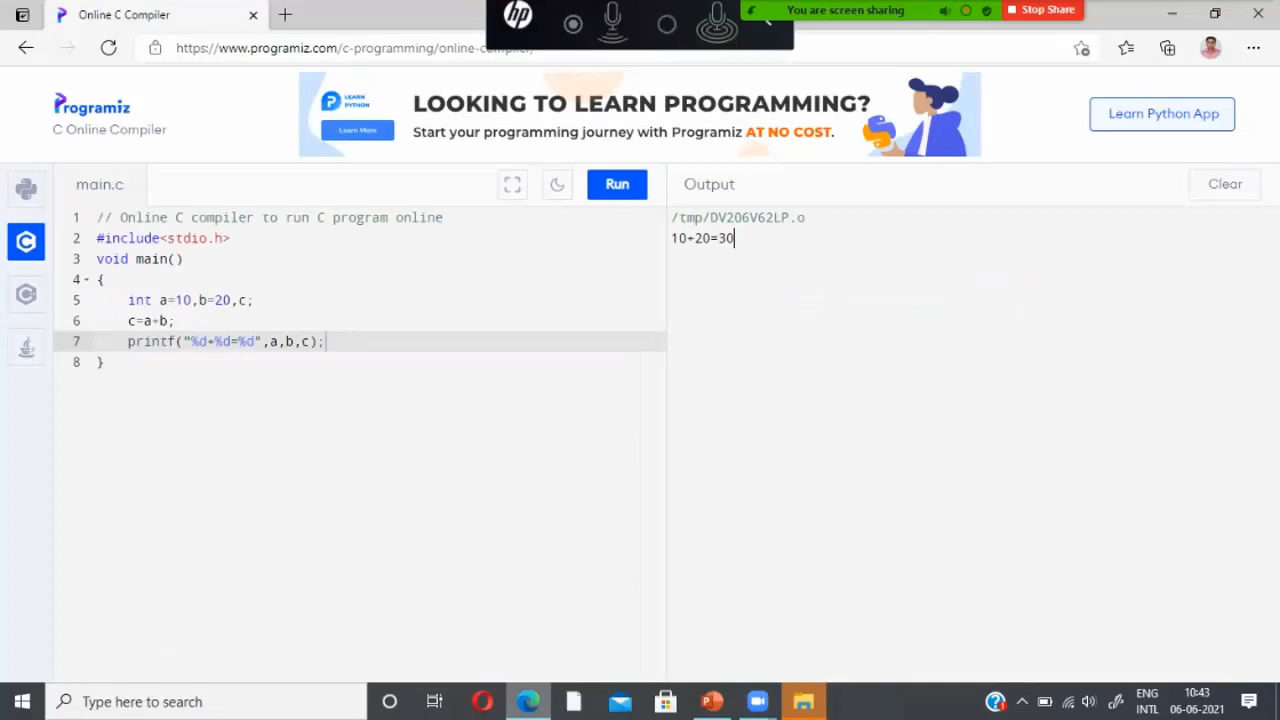 Online C Compiler
You are screen sharing
Stop Share
https://www.programiz.com/c-programming/online-compiler/
Programiz
C Online Compiler
LEARN
PYTHON
Learn More
LOOKING TO LEARN PROGRAMMING?
Start your programming journey with Programiz AT NO COST.
Learn Python App
main.c
Run
Output
Clear
1 // Online C compiler to run C program online
2 #include<stdio.h>
3 void main()
4 {
5 int a=10,b=20,c;
6 c=a+b;
7 printf("%d+%d=%d",a,b,c);
8 }
/tmp/DV206V62LP.o
10+20=30
Type here to search
ENG
INTL
10:43
06-06-2021